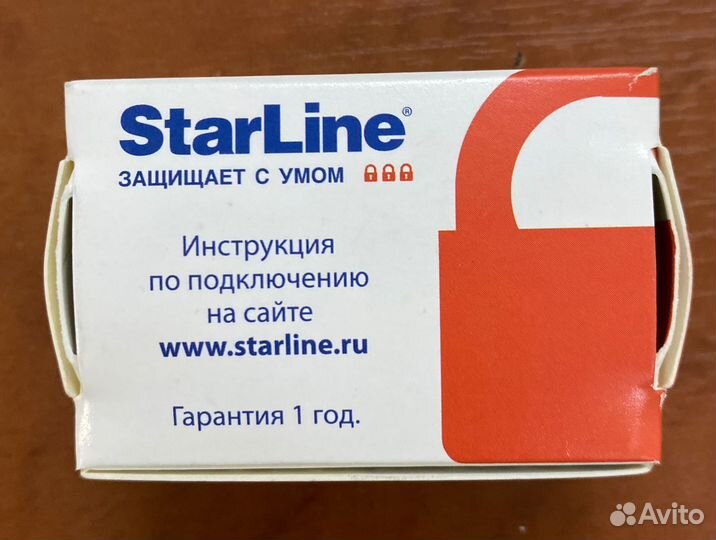 StarLine®
ЗАЩИЩАЕТ С УМОМ
Инструкция
по подключению
на сайте
www.starline.ru
Гарантия 1 год.
Avito